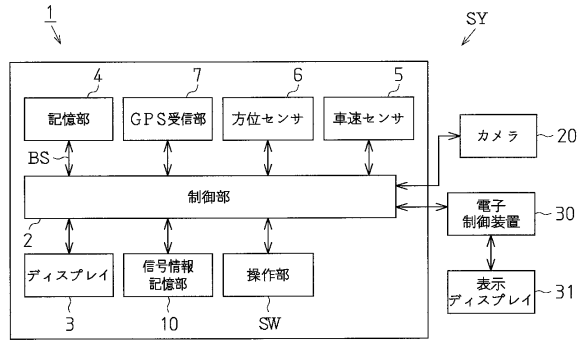 1
SY
4
7
6
5
記憶部
GPS受信部
方位センサ
車速センサ
カメラ
20
BS
制御部
2
電子
制御装置
30
ディスプレイ
信号情報
記憶部
操作部
表示
ディスプレイ
31
3
10
SW